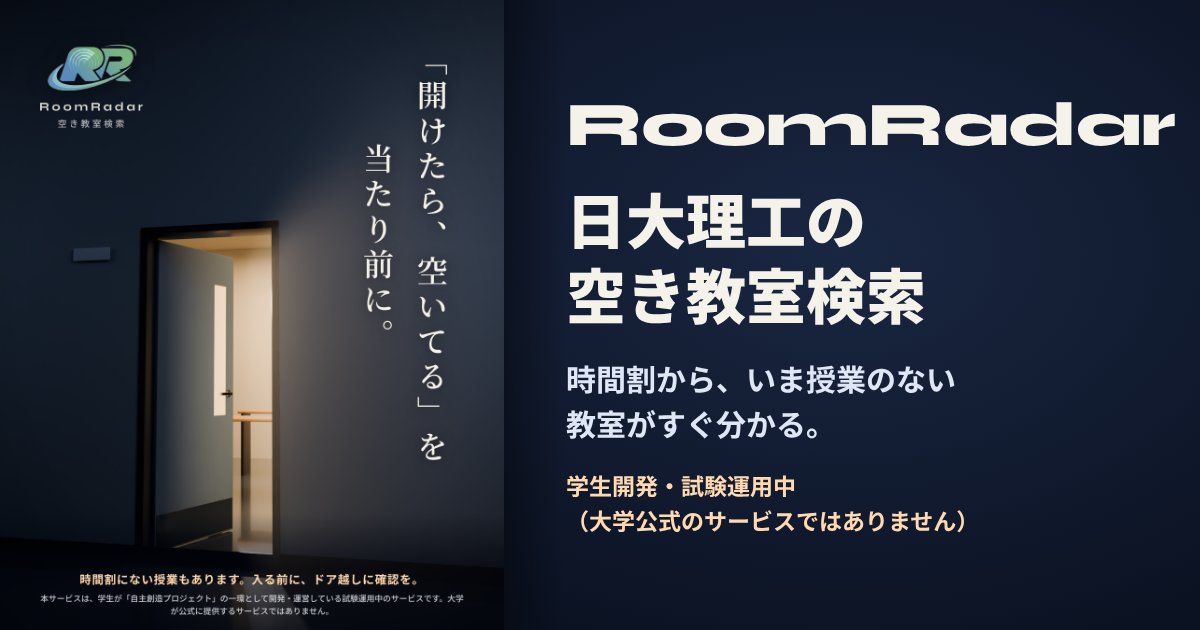 RR
RoomRadar
空き教室検索
「開けたら、空いてる」を
当たり前に。
時間割にない授業もあります。入る前に、ドア越しに確認を。
本サービスは、学生が「自主創造プロジェクト」の一環として開発・運営している試験運用中のサービスです。大学
が公式に提供するサービスではありません。
RoomRadar
日大理工の
空き教室検索
時間割から、いま授業のない
教室がすぐ分かる。
学生開発・試験運用中
（大学公式のサービスではありません）